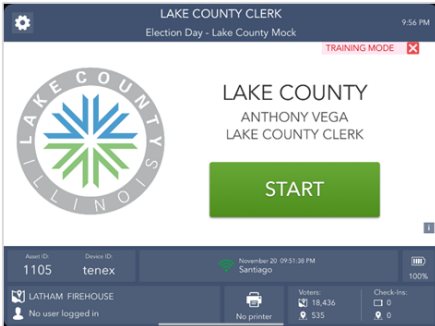 LAKE COUNTY CLERK
9:56 PM
Election Day - Lake County Mock
TRAINING MODE
LAKE COUNTY
ILLINOIS
LAKE COUNTY
ANTHONY VEGA
LAKE COUNTY CLERK
START
i
Asset ID:
1105
Device ID:
tenex
November 20 09:51:38 PM
Santiago
100%
LATHAM FIREHOUSE
No user logged in
No printer
Voters:
18,436
535
Check-Ins:
0
0